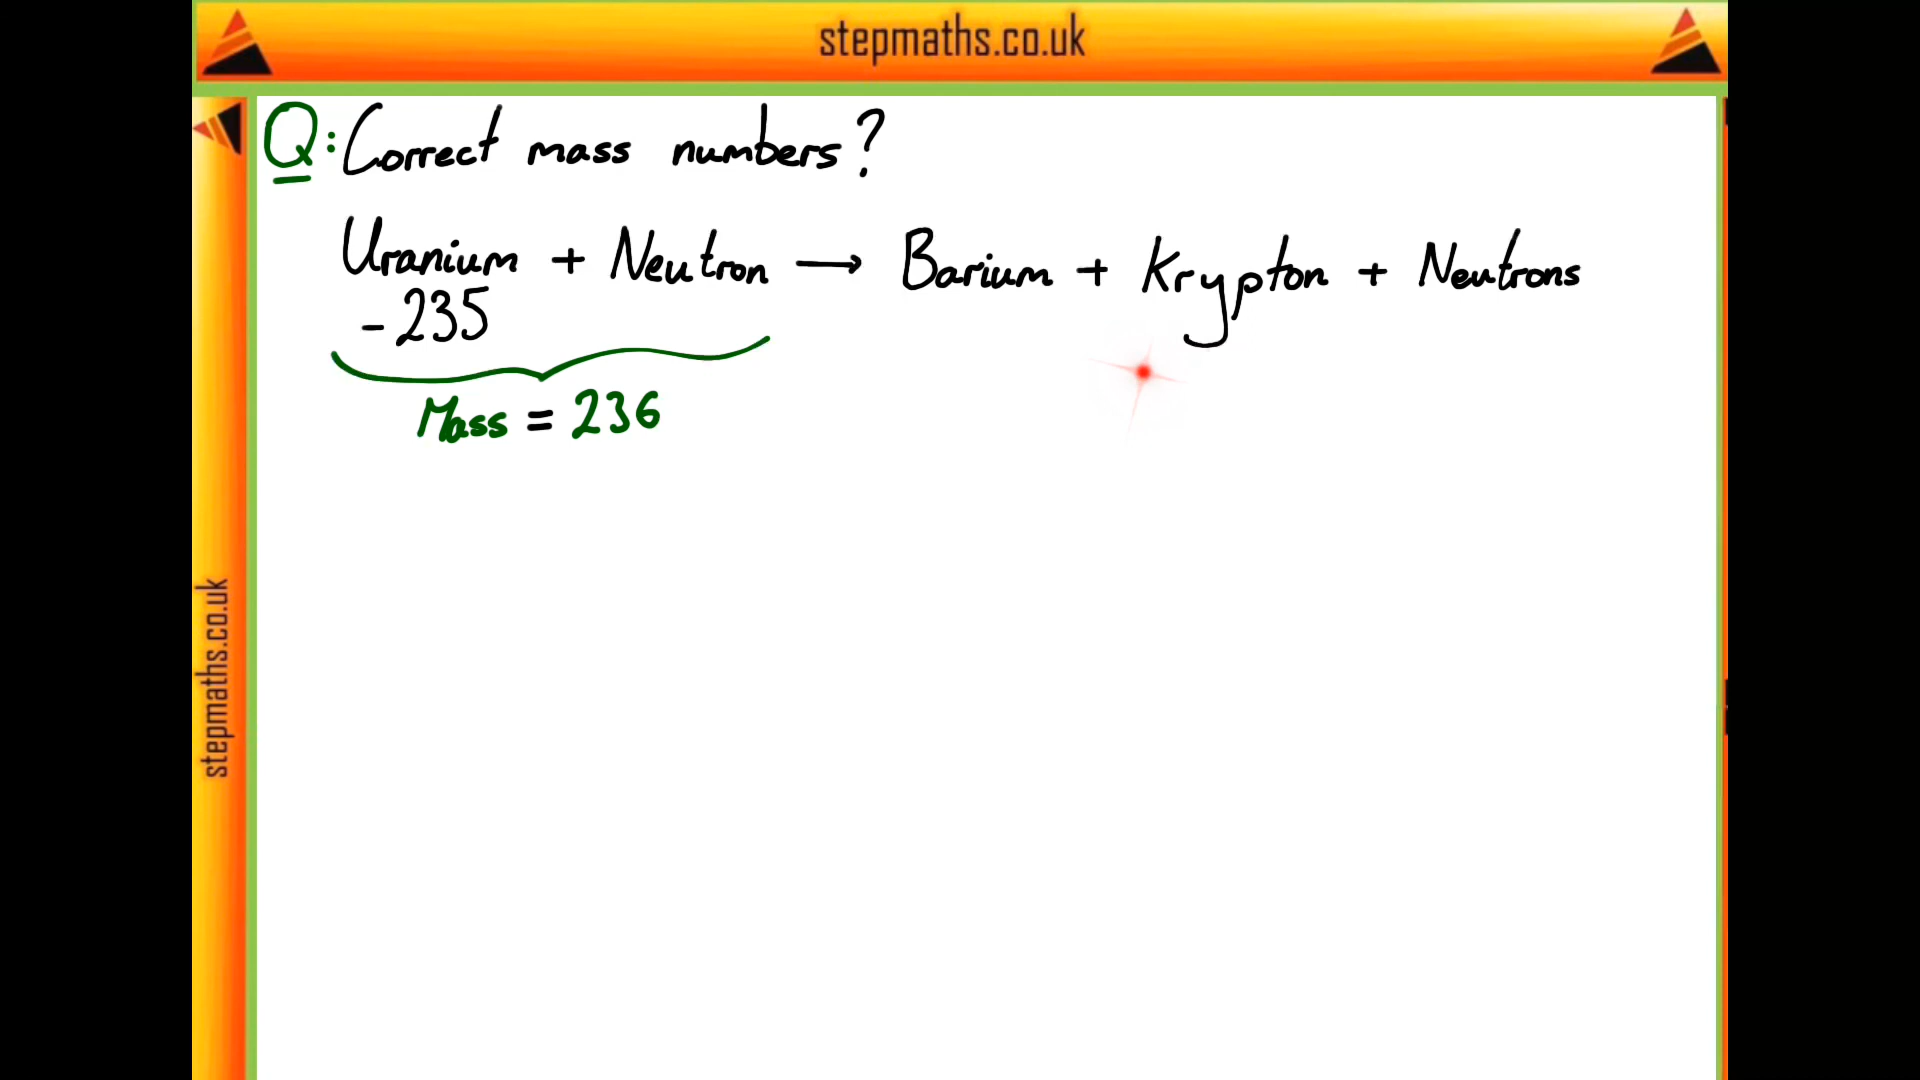 stepmaths.co.uk
Q: Correct mass numbers?
Uranium + Neutron → Barium + Krypton + Neutrons
-235
Mass = 236
stepmaths.co.uk